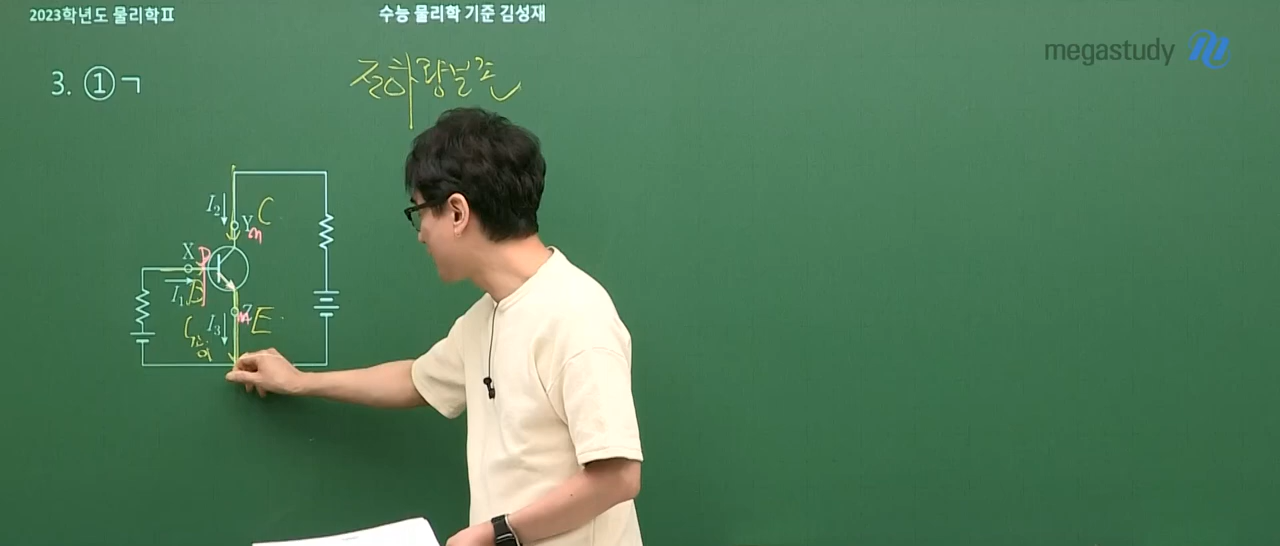 2023학년도 물리학Ⅱ
수능 물리학 기준 김성재
megastudy
3. ① ㄱ
전하량보존
I₂
Y
C
n
X
P
I₁
B
Z
n
E
I₃